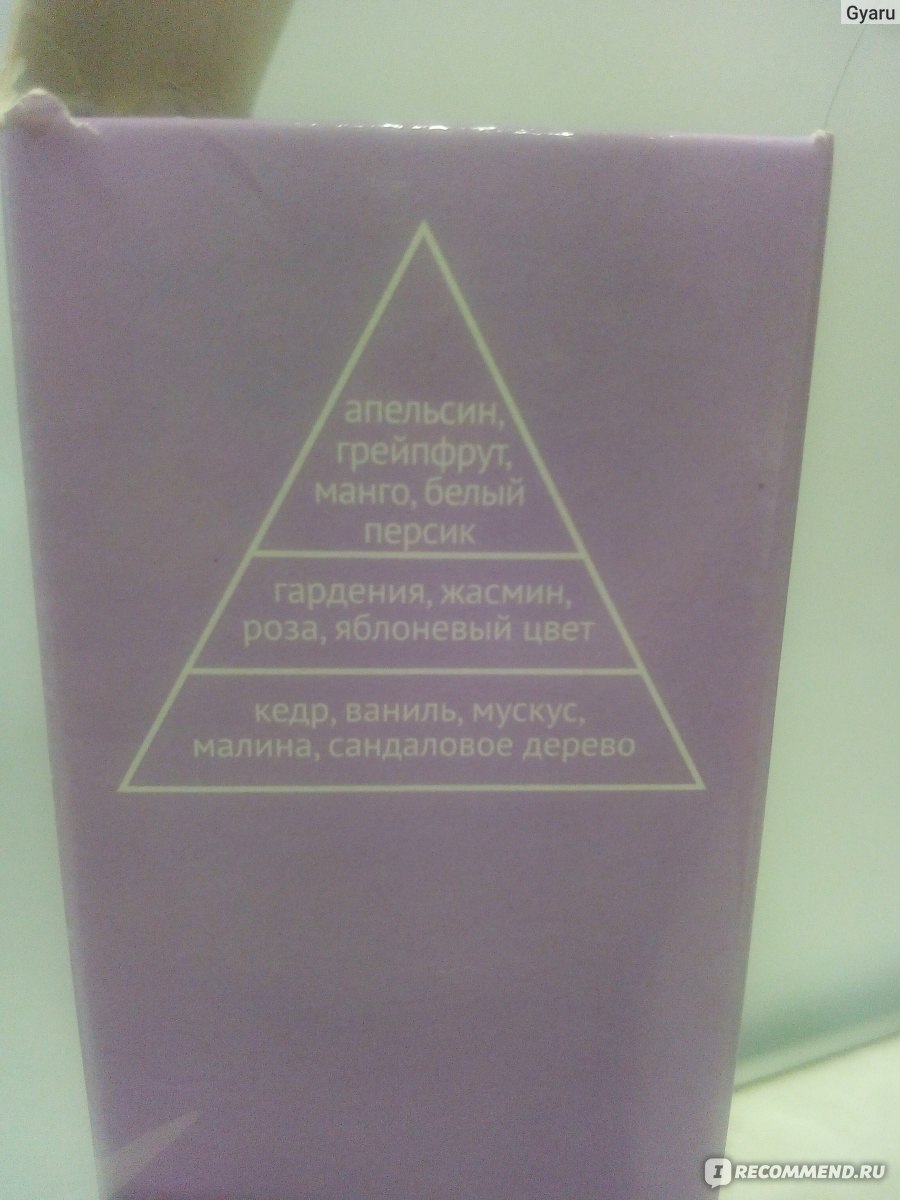 Gyaru
апельсин,
грейпфрут,
манго, белый
персик
гардения, жасмин,
роза, яблоневый цвет
кедр, ваниль, мускус,
малина, сандаловое дерево
I RECOMMEND.RU